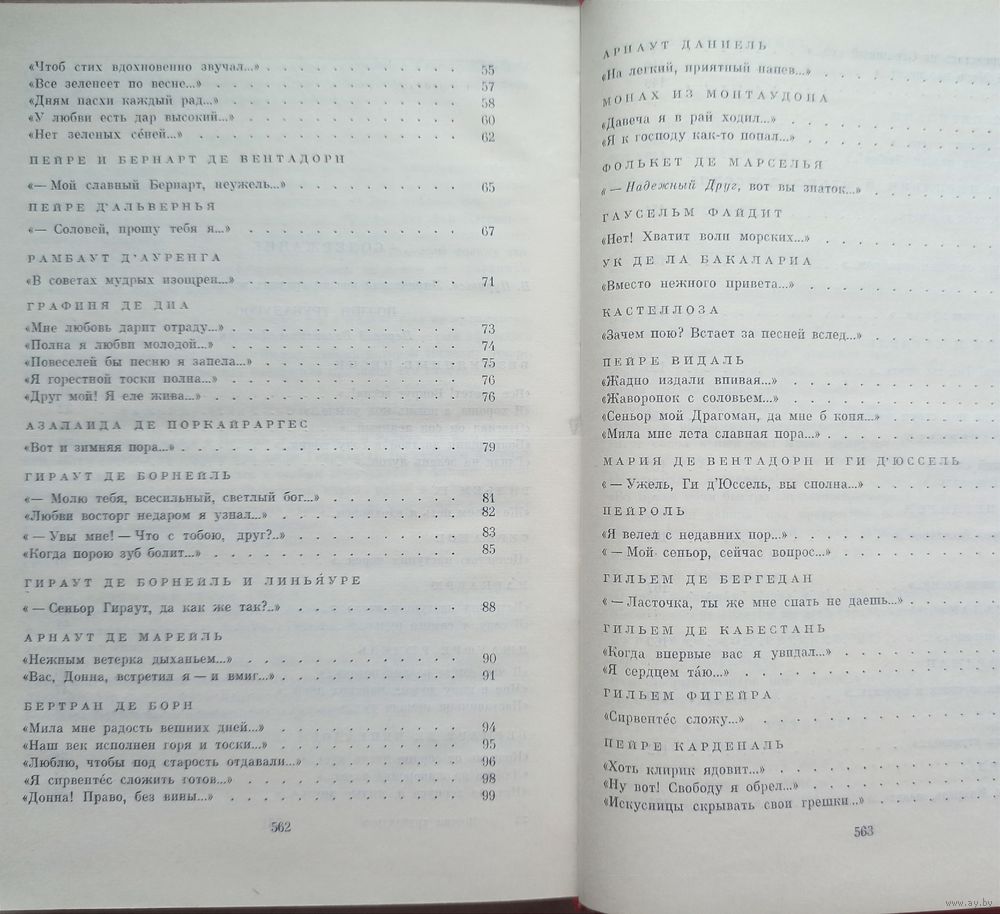 «Чтоб стих вдохновенно звучал...» . . . . . . . . . . . 55
«Все зеленеет по весне...» . . . . . . . . . . . . . 57
«Дням пасхи каждый рад...» . . . . . . . . . . . . . 58
«У любви есть дар высокий...» . . . . . . . . . . . . 60
«Нет зеленых се́ней...» . . . . . . . . . . . . . . 62
ПЕЙРЕ И БЕРНАРТ ДЕ ВЕНТАДОРН
«— Мой славный Бернарт, неужель...» . . . . . . . . . . 65
ПЕЙРЕ Д'АЛЬВЕРНЬЯ
«— Соловей, прошу тебя я...» . . . . . . . . . . . . 67
РАМБАУТ Д'АУРЕНГА
«В советах мудрых изощрен...» . . . . . . . . . . . . 71
ГРАФИНЯ ДЕ ДИА
«Мне любовь дарит отраду...» . . . . . . . . . . . . 73
«Полна я любви молодой...» . . . . . . . . . . . . . 74
«Повеселей бы песню я запела...» . . . . . . . . . . . 75
«Я горестной тоски полна...» . . . . . . . . . . . . 76
«Друг мой! Я еле жива...» . . . . . . . . . . . . . 76
АЗАЛАИДА ДЕ ПОРКАЙРАРГЕС
«Вот и зимняя пора...» . . . . . . . . . . . . . . 79
ГИРАУТ ДЕ БОРНЕЙЛЬ
«— Молю тебя, всесильный, светлый бог...» . . . . . . . . 81
«Любви восторг недаром я узнал...» . . . . . . . . . . 82
« — Увы мне! — Что с тобою, друг?..» . . . . . . . . . . 83
«Когда порою зуб болит...» . . . . . . . . . . . . . 85
ГИРАУТ ДЕ БОРНЕЙЛЬ И ЛИНЬЯ́УРЕ
« — Сеньор Гираут, да как же так?..» . . . . . . . . . . 88
АРНАУТ ДЕ МАРЕЙЛЬ
«Нежным ветерка дыханьем...» . . . . . . . . . . . . 90
«Вас, Донна, встретил я — и вмиг...» . . . . . . . . . . 91
БЕРТРАН ДЕ БОРН
«Мила мне радость вешних дней...» . . . . . . . . . . 94
«Наш век исполнен горя и тоски...» . . . . . . . . . . 95
«Люблю, чтобы под старость отдавали...» . . . . . . . . . 96
«Я сирвенте́с сложить готов...» . . . . . . . . . . . 98
«Донна! Право, без вины...» . . . . . . . . . . . . 99
562
АРНАУТ ДАНИЕЛЬ
«На легкий, приятный напев...» . . . . . . . .
МОНАХ ИЗ МОНТАУДОНА
«Давеча я в рай ходил...» . . . . . . . . . .
«Я к господу как-то попал...» . . . . . . . . .
ФОЛЬКЕТ ДЕ МАРСЕЛЬЯ
« — Надежный Друг, вот вы знаток...» . . . . . .
ГАУСЕЛЬМ ФАЙДИТ
«Нет! Хватит волн морских...» . . . . . . . .
УК ДЕ ЛА БАКАЛАРИА
«Вместо нежного привета...» . . . . . . . . .
КАСТЕЛЛОЗА
«Зачем пою? Встает за песней вслед...» . . . . . .
ПЕЙРЕ ВИДАЛЬ
«Жадно издали впивая...» . . . . . . . . . .
«Жаворонок с соловьем...» . . . . . . . . . .
«Сеньор мой Драгоман, да мне б коня...» . . . . .
«Мила мне лета славная пора...» . . . . . . . .
МАРИЯ ДЕ ВЕНТАДОРН И ГИ Д'ЮССЕЛЬ
« — Ужель, Ги д'Юссель, вы сполна...» . . . . . .
ПЕЙРОЛЬ
«Я велел с недавних пор...» . . . . . . . . .
« — Мой сеньор, сейчас вопрос...» . . . . . . . .
ГИЛЬЕМ ДЕ БЕРГЕДАН
« — Ласточка, ты же мне спать не даешь...» . . . .
ГИЛЬЕМ ДЕ КАБЕСТАНЬ
«Когда впервые вас я увидал...» . . . . . . . .
«Я сердцем та́ю...» . . . . . . . . . . . .
ГИЛЬЕМ ФИГЕЙРА
«Сирвенте́с сложу...» . . . . . . . . . . .
ПЕЙРЕ КАРДЕНАЛЬ
«Хоть клирик ядовит...» . . . . . . . . . .
«Ну вот! Свободу я обрел...» . . . . . . . . .
«Искусницы скрывать свои грешки...» . . . . . .
563
www.ay.by